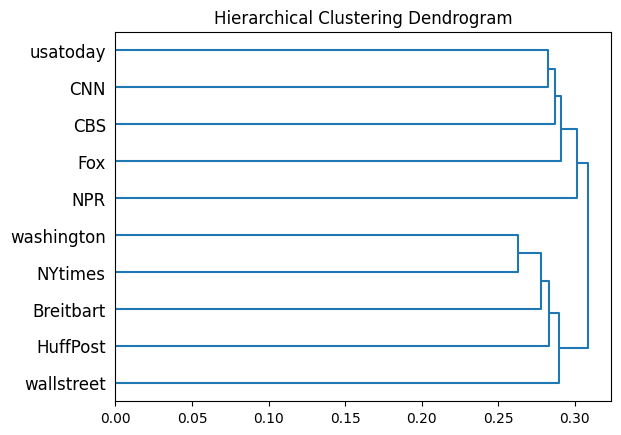 Hierarchical Clustering Dendrogram
usatoday
CNN
CBS
Fox
NPR
washington
NYtimes
Breitbart
HuffPost
wallstreet
0.00 0.05 0.10 0.15 0.20 0.25 0.30